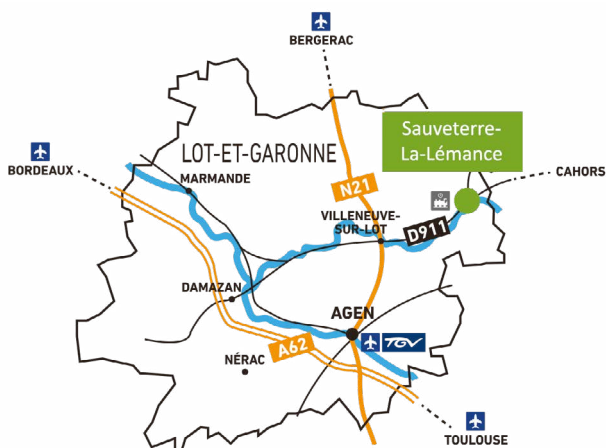 BERGERAC
Sauveterre-
La-Lémance
BORDEAUX
LOT-ET-GARONNE
MARMANDE
N21
CAHORS
VILLENEUVE-
SUR-LOT
D911
DAMAZAN
AGEN
TGV
A62
NÉRAC
TOULOUSE